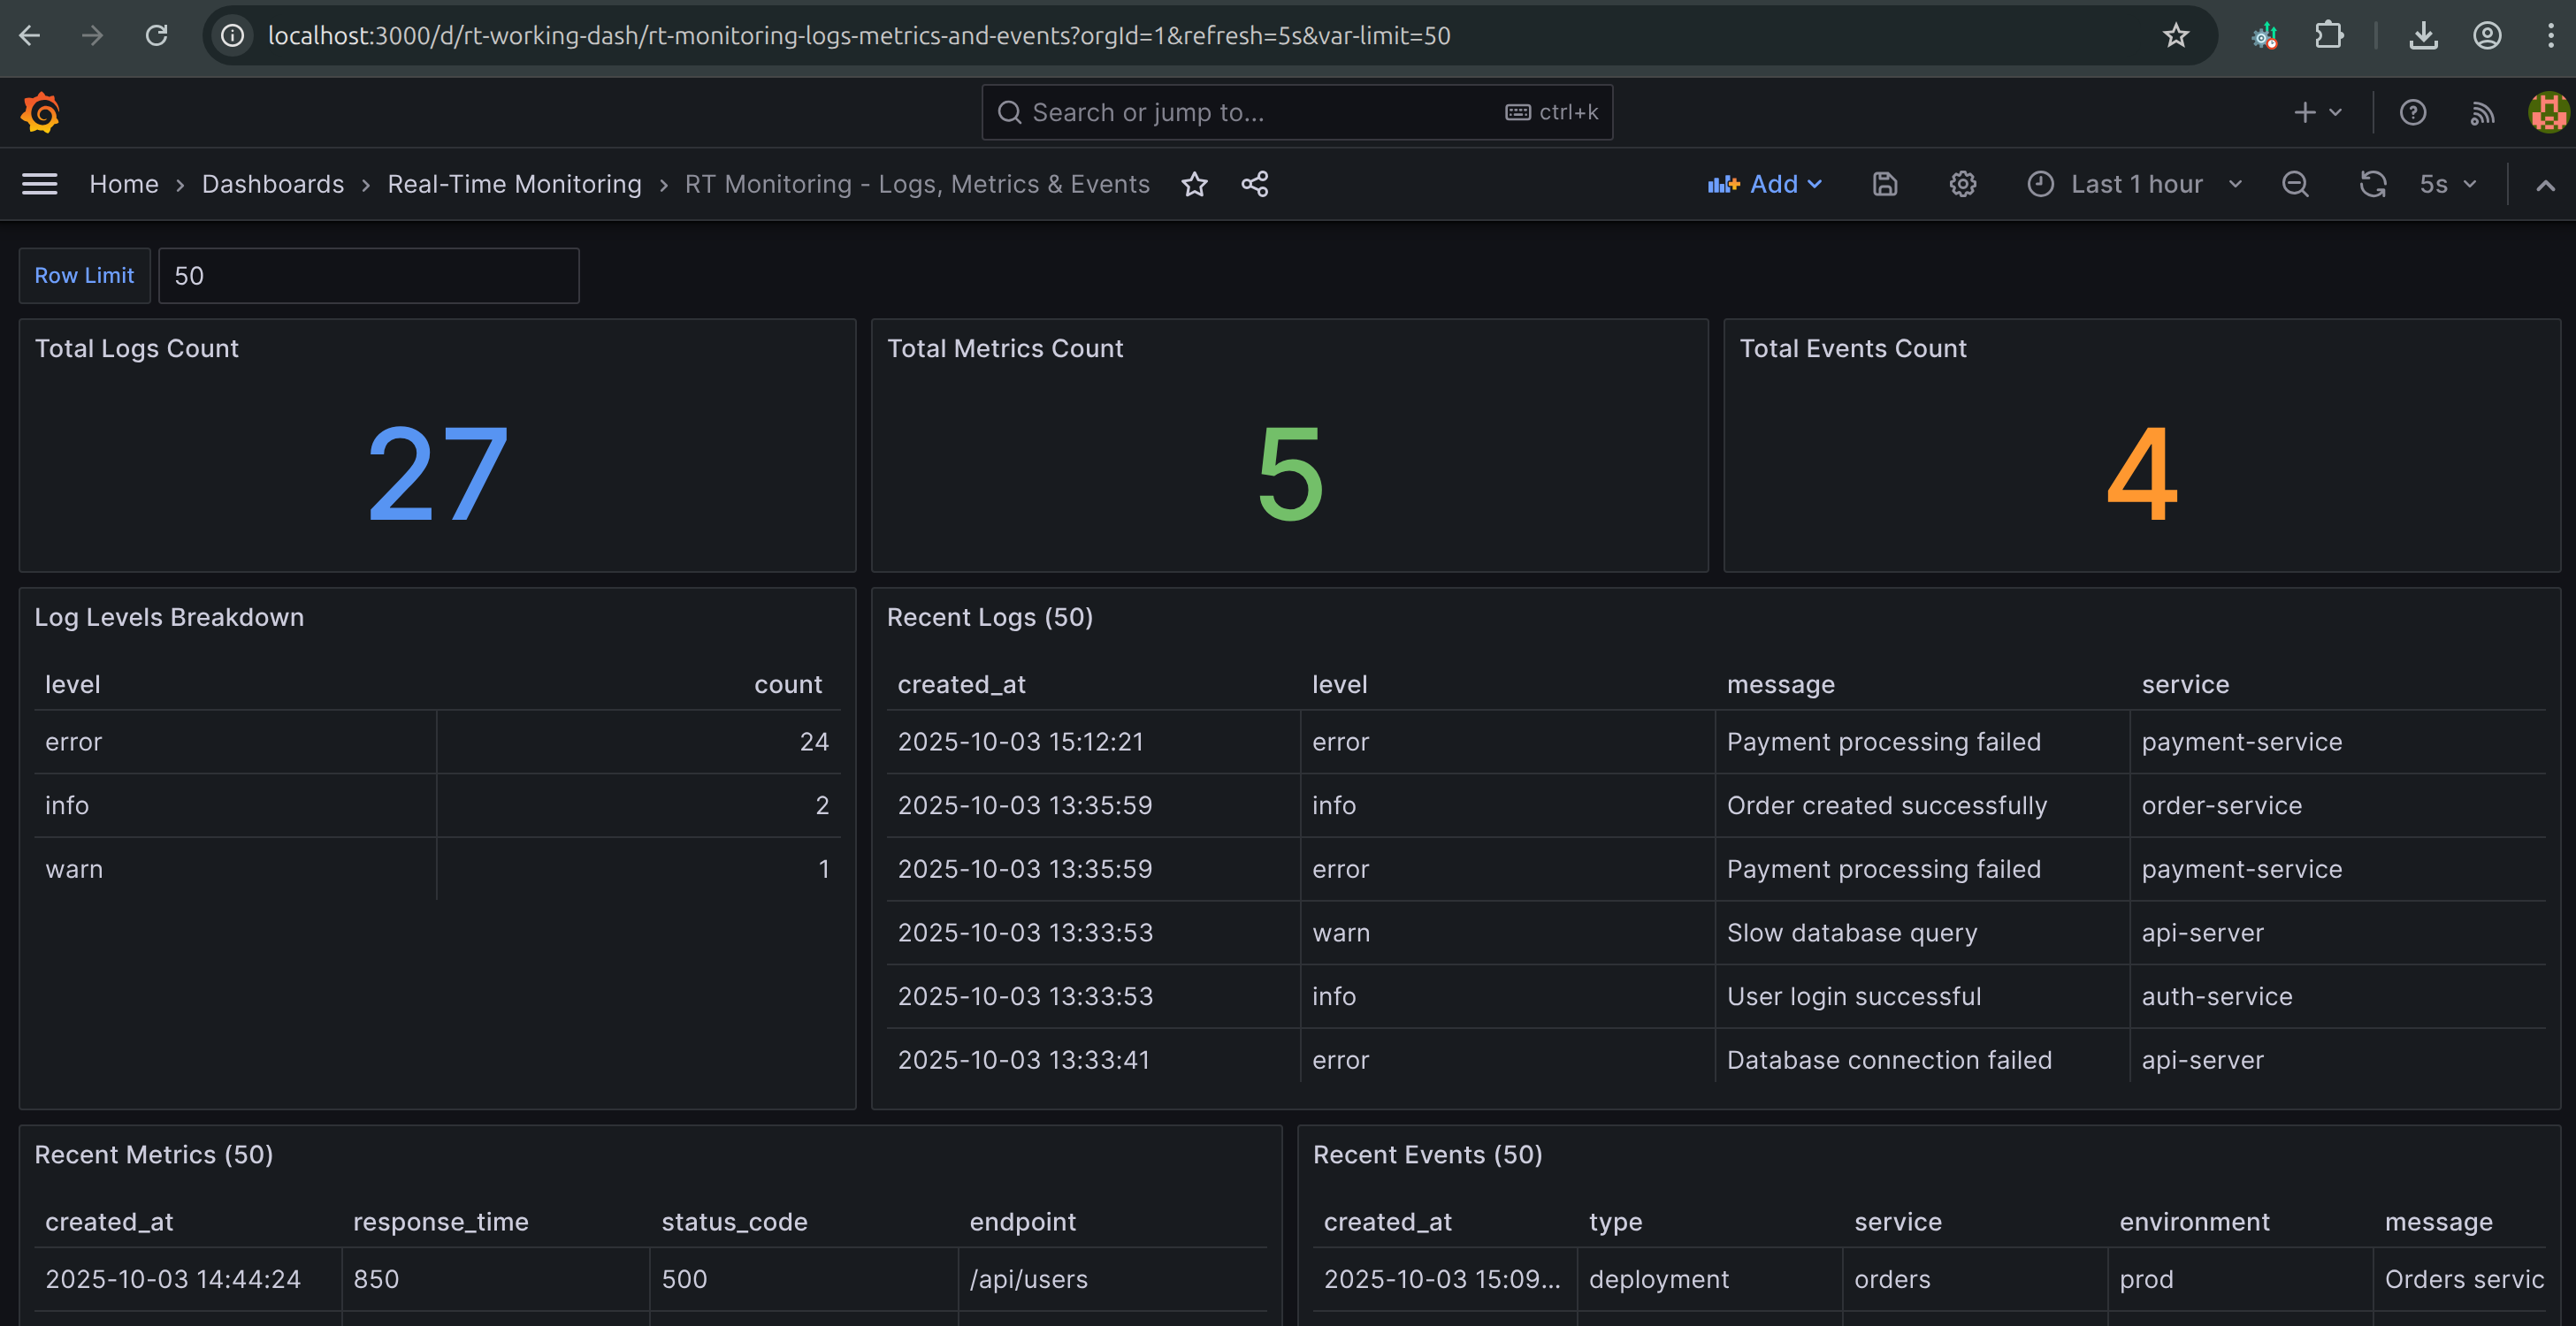 localhost:3000/d/rt-working-dash/rt-monitoring-logs-metrics-and-events?orgId=1&refresh=5s&var-limit=50
Search or jump to... ctrl+k
Home › Dashboards › Real-Time Monitoring › RT Monitoring - Logs, Metrics & Events Add Last 1 hour 5s
Row Limit 50
Total Logs Count
27
Total Metrics Count
5
Total Events Count
4
Log Levels Breakdown
level count
error 24
info 2
warn 1
Recent Logs (50)
created_at level message service
2025-10-03 15:12:21 error Payment processing failed payment-service
2025-10-03 13:35:59 info Order created successfully order-service
2025-10-03 13:35:59 error Payment processing failed payment-service
2025-10-03 13:33:53 warn Slow database query api-server
2025-10-03 13:33:53 info User login successful auth-service
2025-10-03 13:33:41 error Database connection failed api-server
Recent Metrics (50)
created_at response_time status_code endpoint
2025-10-03 14:44:24 850 500 /api/users
Recent Events (50)
created_at type service environment message
2025-10-03 15:09... deployment orders prod Orders servic